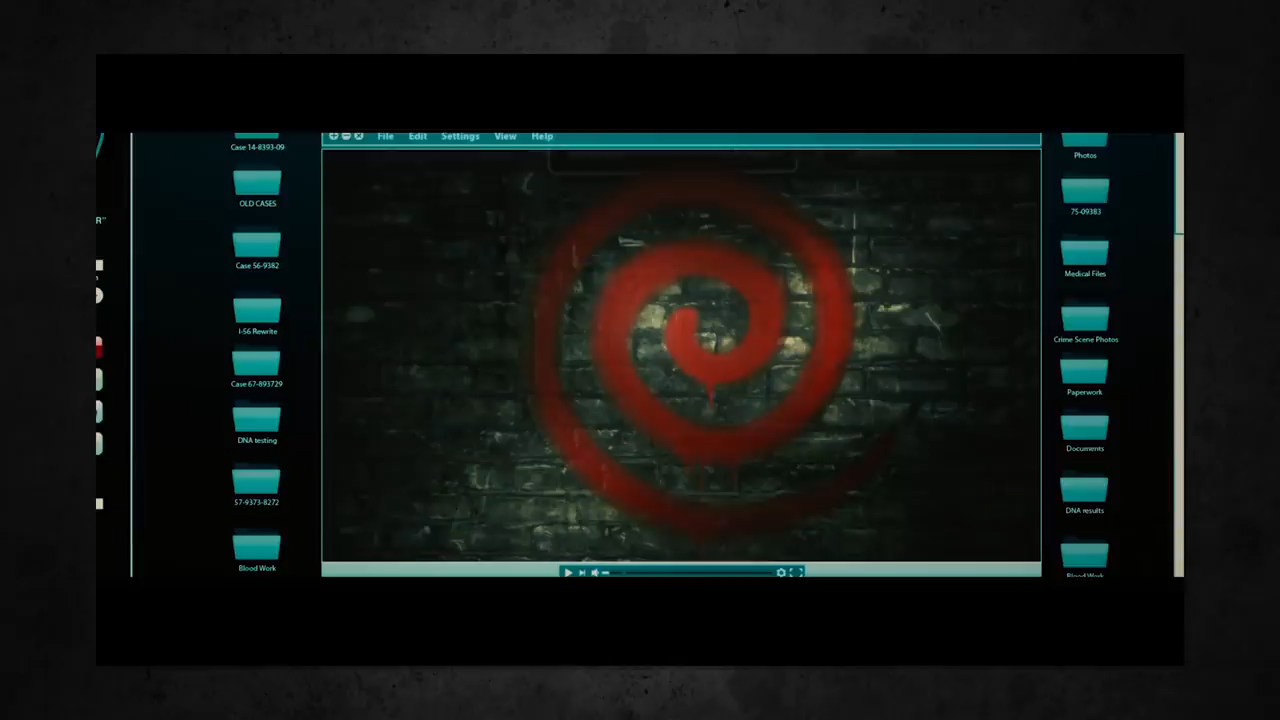 File Edit Settings View Help
R"
Case 14-8393-09
OLD CASES
Case 56-9382
I-56 Rewrite
Case 67-893729
DNA testing
57-9373-8272
Blood Work
Photos
75-09383
Medical Files
Crime Scene Photos
Paperwork
Documents
DNA results
Blood Work